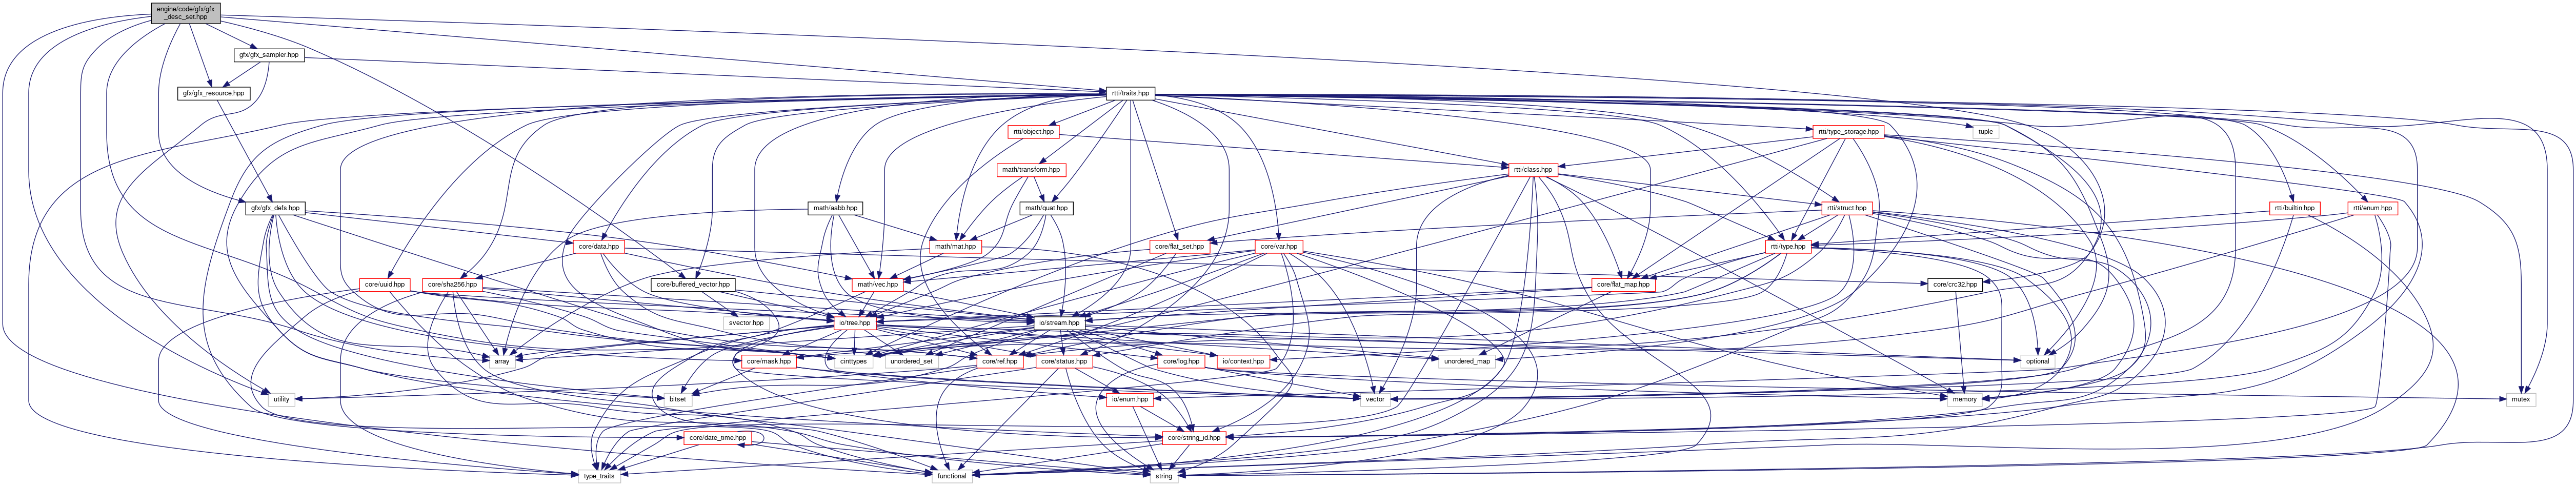 engine/code/gfx/gfx
_desc_set.hpp
gfx/gfx_sampler.hpp
gfx/gfx_resource.hpp
rtti/traits.hpp
rtti/object.hpp
rtti/type_storage.hpp
tuple
math/transform.hpp
rtti/class.hpp
gfx/gfx_defs.hpp
math/aabb.hpp
math/quat.hpp
rtti/struct.hpp
rtti/builtin.hpp
rtti/enum.hpp
core/data.hpp
math/mat.hpp
core/flat_set.hpp
core/var.hpp
rtti/type.hpp
core/uuid.hpp
core/sha256.hpp
core/buffered_vector.hpp
math/vec.hpp
core/flat_map.hpp
core/crc32.hpp
svector.hpp
io/tree.hpp
io/stream.hpp
array
core/mask.hpp
cinttypes
unordered_set
core/ref.hpp
core/status.hpp
core/log.hpp
io/context.hpp
unordered_map
optional
utility
bitset
io/enum.hpp
vector
memory
mutex
core/date_time.hpp
core/string_id.hpp
type_traits
functional
string